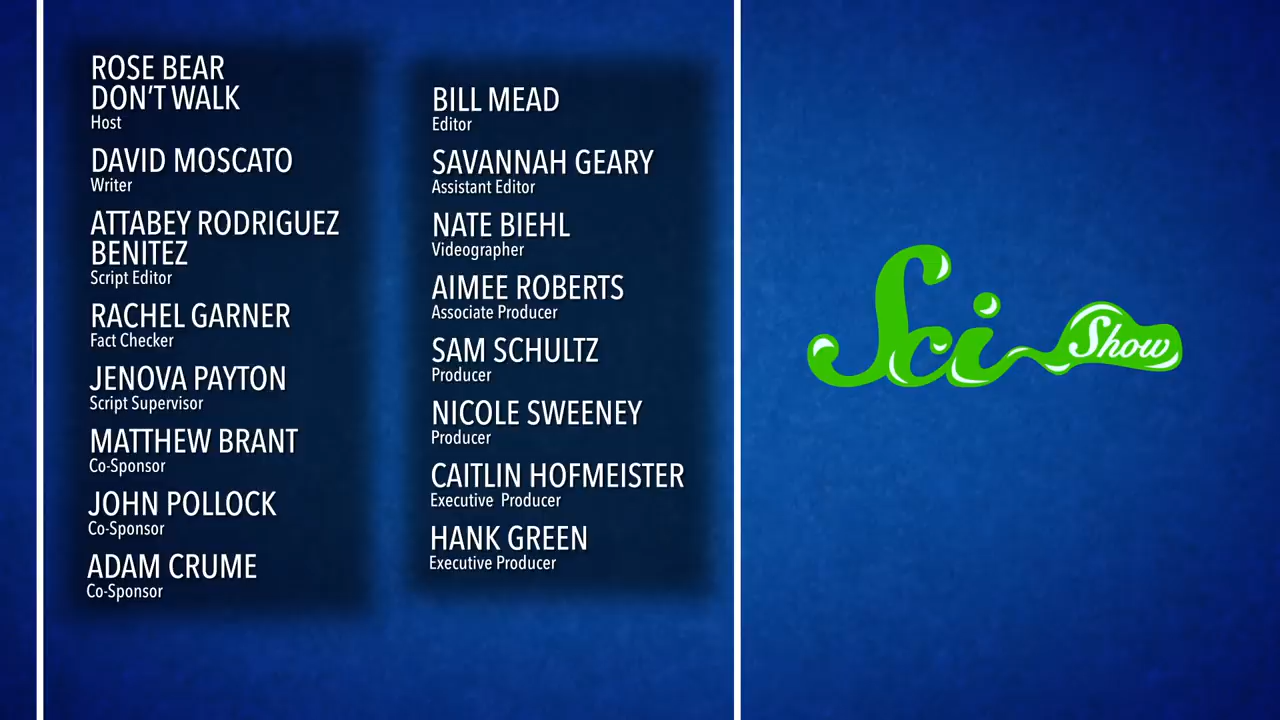 ROSE BEAR
DON'T WALK
Host
DAVID MOSCATO
Writer
ATTABEY RODRIGUEZ
BENITEZ
Script Editor
RACHEL GARNER
Fact Checker
JENOVA PAYTON
Script Supervisor
MATTHEW BRANT
Co-Sponsor
JOHN POLLOCK
Co-Sponsor
ADAM CRUME
Co-Sponsor
BILL MEAD
Editor
SAVANNAH GEARY
Assistant Editor
NATE BIEHL
Videographer
AIMEE ROBERTS
Associate Producer
SAM SCHULTZ
Producer
NICOLE SWEENEY
Producer
CAITLIN HOFMEISTER
Executive Producer
HANK GREEN
Executive Producer
Sci Show